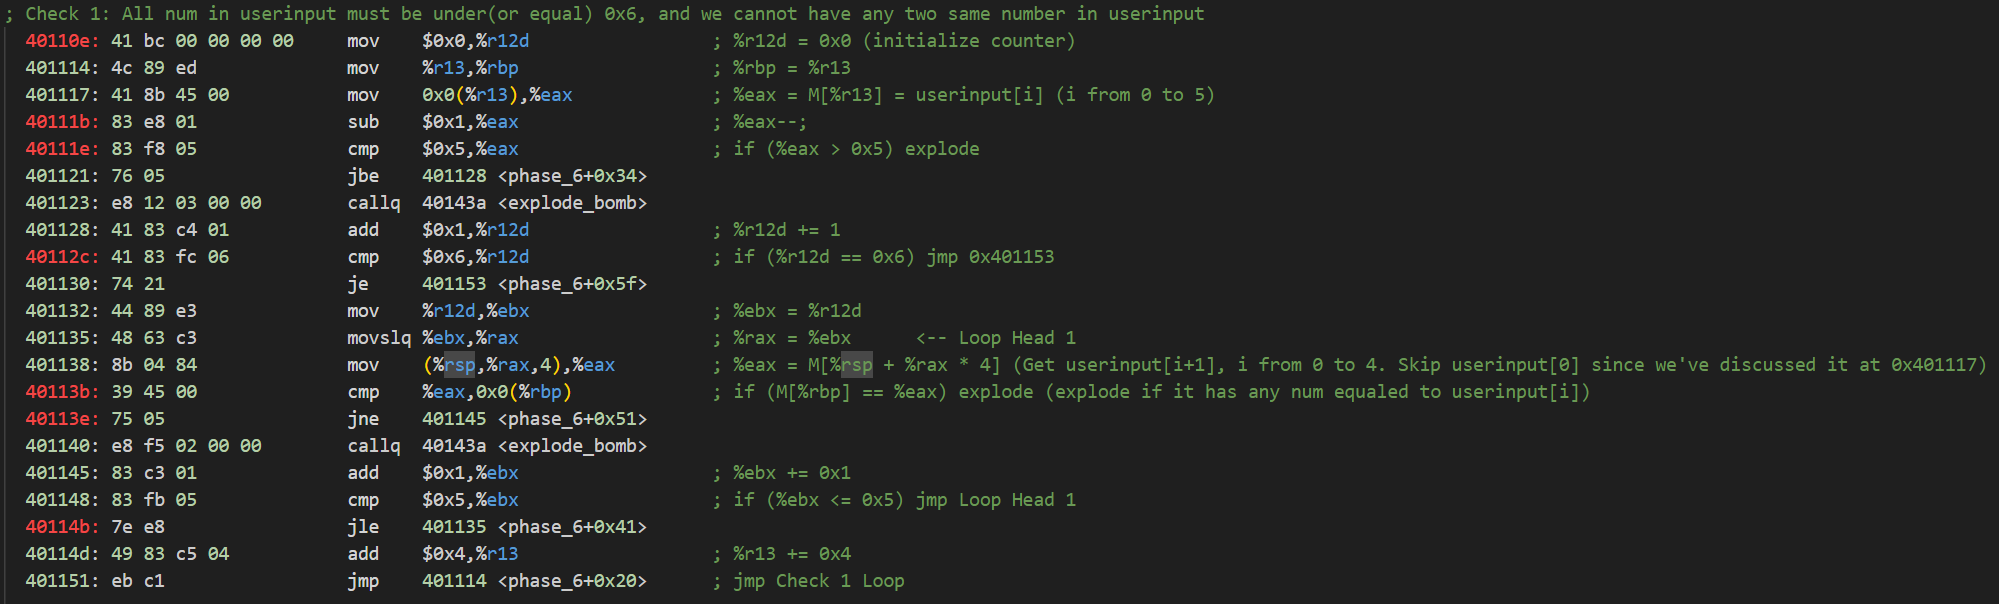 ; Check 1: All num in userinput must be under(or equal) 0x6, and we cannot have any two same number in userinput
40110e: 41 bc 00 00 00 00     mov    $0x0,%r12d                 ; %r12d = 0x0 (initialize counter)
401114: 4c 89 ed              mov    %r13,%rbp                  ; %rbp = %r13
401117: 41 8b 45 00           mov    0x0(%r13),%eax             ; %eax = M[%r13] = userinput[i] (i from 0 to 5)
40111b: 83 e8 01              sub    $0x1,%eax                  ; %eax--;
40111e: 83 f8 05              cmp    $0x5,%eax                  ; if (%eax > 0x5) explode
401121: 76 05                 jbe    401128 <phase_6+0x34>
401123: e8 12 03 00 00        callq  40143a <explode_bomb>
401128: 41 83 c4 01           add    $0x1,%r12d                 ; %r12d += 1
40112c: 41 83 fc 06           cmp    $0x6,%r12d                 ; if (%r12d == 0x6) jmp 0x401153
401130: 74 21                 je     401153 <phase_6+0x5f>
401132: 44 89 e3              mov    %r12d,%ebx                 ; %ebx = %r12d
401135: 48 63 c3              movslq %ebx,%rax                  ; %rax = %ebx      <-- Loop Head 1
401138: 8b 04 84              mov    (%rsp,%rax,4),%eax         ; %eax = M[%rsp + %rax * 4] (Get userinput[i+1], i from 0 to 4. Skip userinput[0] since we've discussed it at 0x401117)
40113b: 39 45 00              cmp    %eax,0x0(%rbp)             ; if (M[%rbp] == %eax) explode (explode if it has any num equaled to userinput[i])
40113e: 75 05                 jne    401145 <phase_6+0x51>
401140: e8 f5 02 00 00        callq  40143a <explode_bomb>
401145: 83 c3 01              add    $0x1,%ebx                  ; %ebx += 0x1
401148: 83 fb 05              cmp    $0x5,%ebx                  ; if (%ebx <= 0x5) jmp Loop Head 1
40114b: 7e e8                 jle    401135 <phase_6+0x41>
40114d: 49 83 c5 04           add    $0x4,%r13                  ; %r13 += 0x4
401151: eb c1                 jmp    401114 <phase_6+0x20>      ; jmp Check 1 Loop